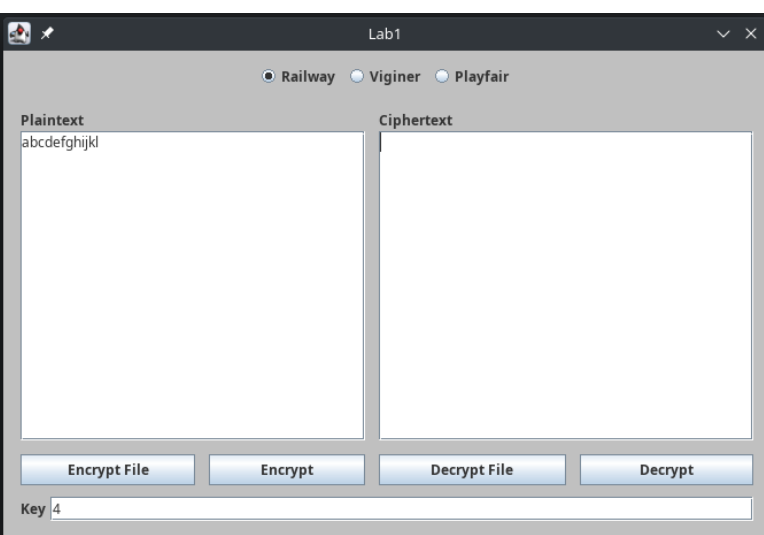 Lab1
Railway Viginer Playfair
Plaintext Ciphertext
abcdefghijkl
Encrypt File Encrypt Decrypt File Decrypt
Key 4